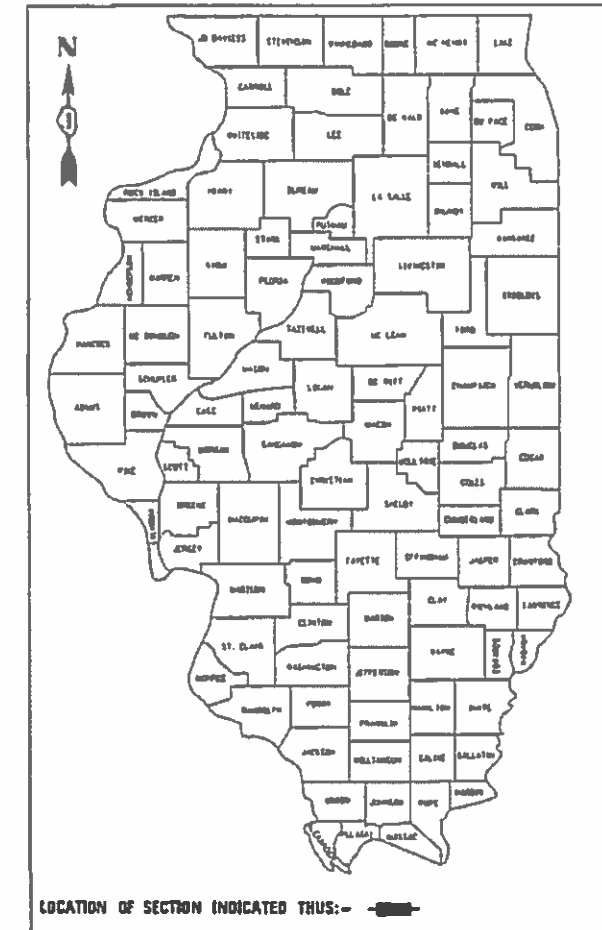 N
JO DAVIESS STEPHENSON WINNEBAGO BOONE MC HENRY LAKE
CARROLL OGLE
DE KALB KANE DU PAGE COOK
WHITESIDE LEE
KENDALL
ROCK ISLAND HENRY BUREAU LA SALLE WILL
MERCER PUTNAM GRUNDY
STARK MARSHALL KANKAKEE
HENDERSON WARREN KNOX LIVINGSTON
PEORIA WOODFORD IROQUOIS
HANCOCK MC DONOUGH FULTON TAZEWELL MC LEAN FORD
MASON
SCHUYLER LOGAN DE WITT CHAMPAIGN VERMILION
ADAMS BROWN CASS MENARD PIATT
MACON
MORGAN SANGAMON DOUGLAS
PIKE SCOTT MOULTRIE EDGAR
CHRISTIAN COLES
GREENE SHELBY
CALHOUN MACOUPIN MONTGOMERY CUMBERLAND CLARK
JERSEY
FAYETTE EFFINGHAM JASPER CRAWFORD
MADISON BOND
CLAY RICHLAND LAWRENCE
CLINTON MARION
ST. CLAIR WAYNE EDWARDS WABASH
WASHINGTON
MONROE JEFFERSON
RANDOLPH PERRY HAMILTON WHITE
FRANKLIN
JACKSON WILLIAMSON SALINE GALLATIN
UNION JOHNSON POPE HARDIN
PULASKI MASSAC
LOCATION OF SECTION INDICATED THUS:-